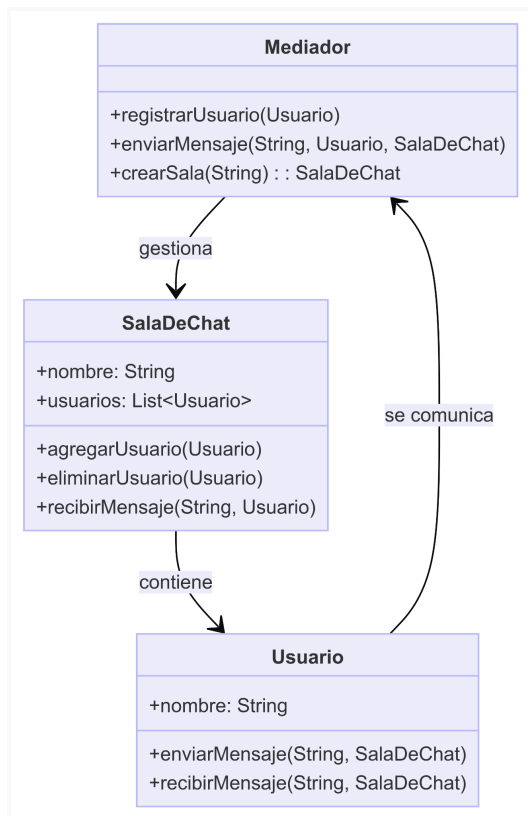 Mediador
+registrarUsuario(Usuario)
+enviarMensaje(String, Usuario, SalaDeChat)
+crearSala(String) : : SalaDeChat
gestiona
SalaDeChat
+nombre: String
+usuarios: List<Usuario>
+agregarUsuario(Usuario)
+eliminarUsuario(Usuario)
+recibirMensaje(String, Usuario)
se comunica
contiene
Usuario
+nombre: String
+enviarMensaje(String, SalaDeChat)
+recibirMensaje(String, SalaDeChat)